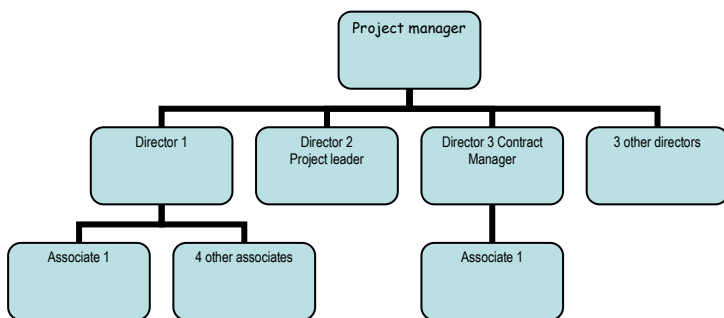 Project manager
Director 1
Director 2
Project leader
Director 3 Contract
Manager
3 other directors
Associate 1
4 other associates
Associate 1